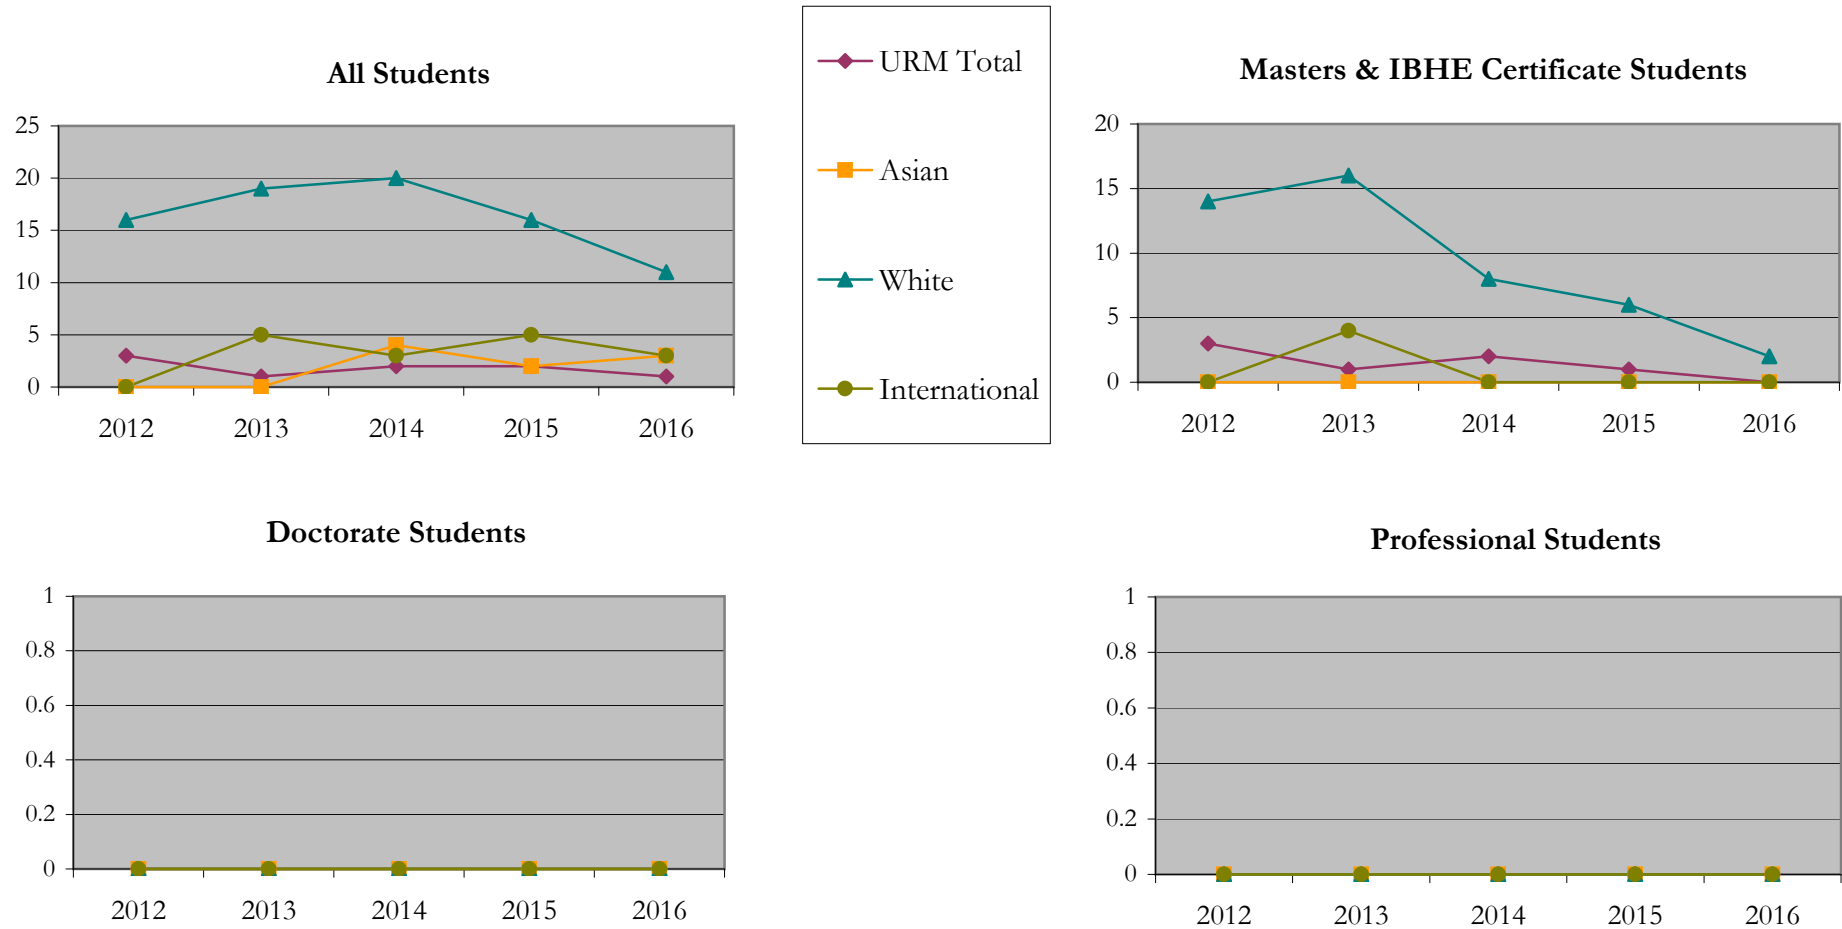 All Students
25
20
15
10
5
0
2012 2013 2014 2015 2016
URM Total
Asian
White
International
Masters & IBHE Certificate Students
20
15
10
5
0
2012 2013 2014 2015 2016
Doctorate Students
1
0.8
0.6
0.4
0.2
0
2012 2013 2014 2015 2016
Professional Students
1
0.8
0.6
0.4
0.2
0
2012 2013 2014 2015 2016